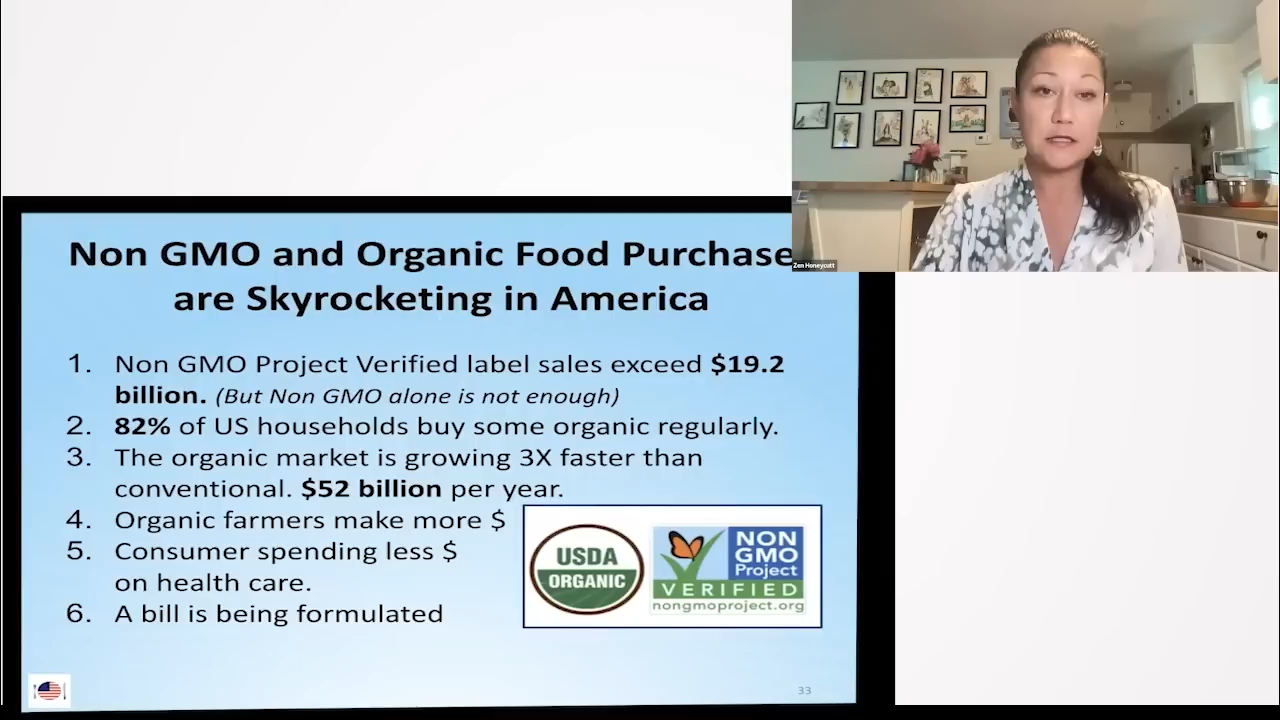 Zen Honeycutt
Non GMO and Organic Food Purchase
are Skyrocketing in America
1. Non GMO Project Verified label sales exceed $19.2
billion. (But Non GMO alone is not enough)
2. 82% of US households buy some organic regularly.
3. The organic market is growing 3X faster than
conventional. $52 billion per year.
4. Organic farmers make more $
5. Consumer spending less $
on health care.
6. A bill is being formulated
USDA
ORGANIC
NON
GMO
Project
VERIFIED
nongmoproject.org
33